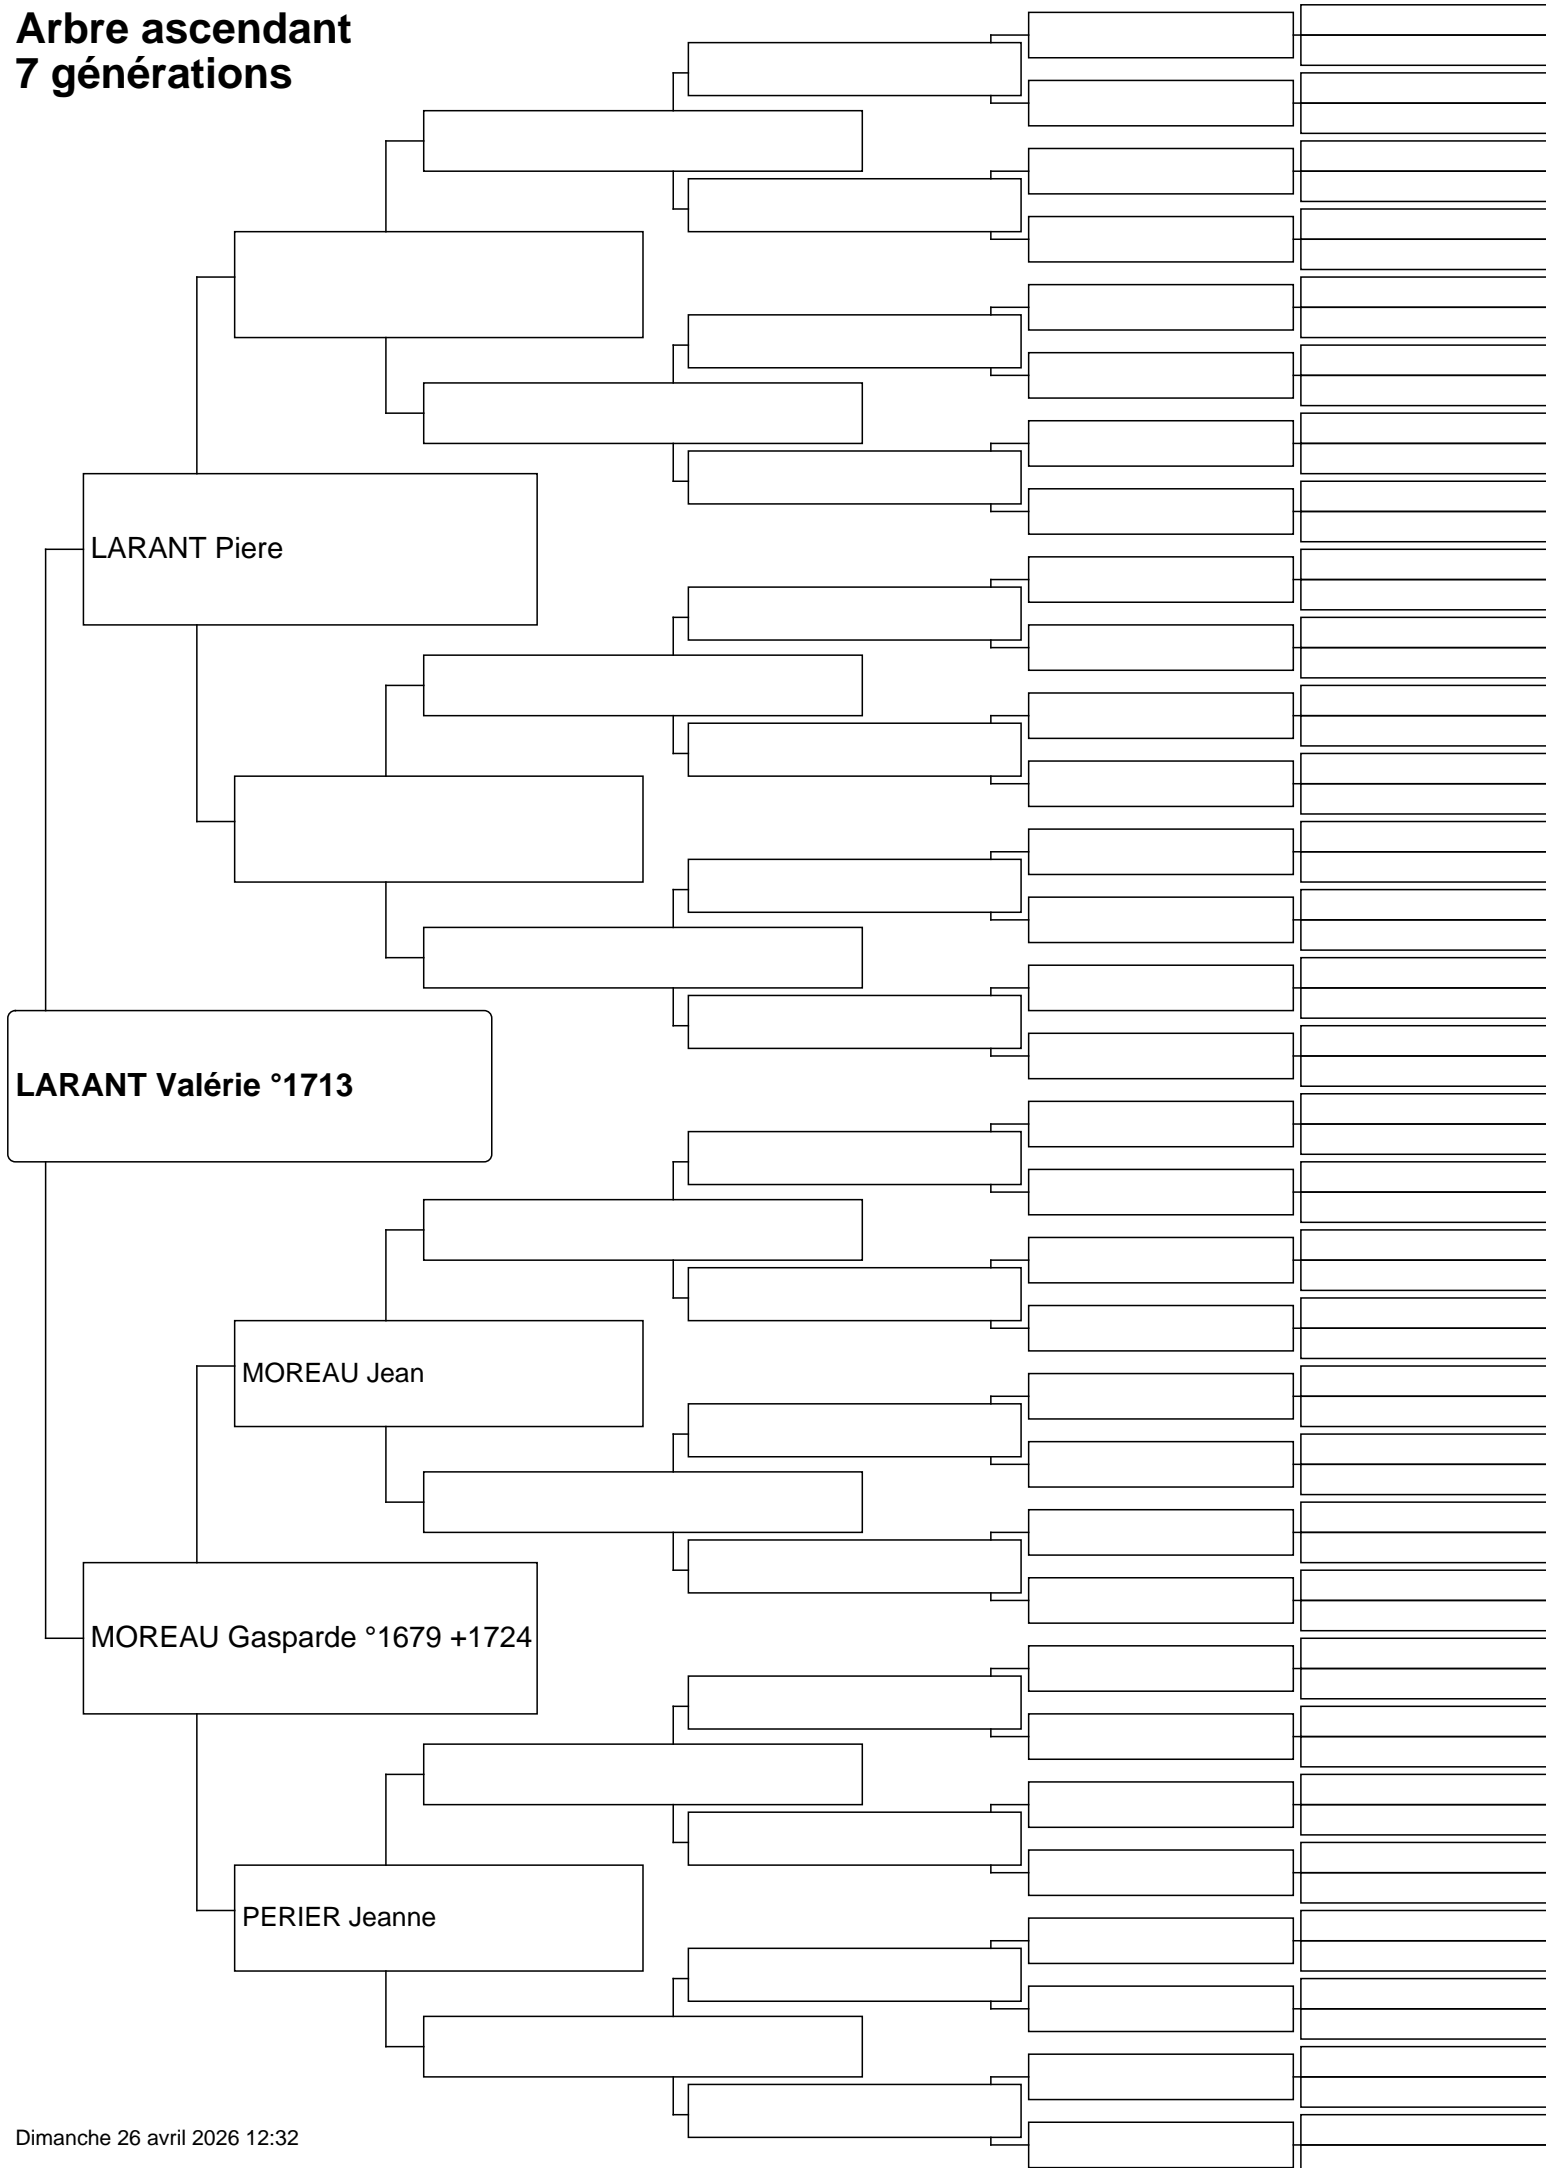 Arbre ascendant
7 générations
LARANT Piere
LARANT Valérie °1713
MOREAU Jean
MOREAU Gasparde °1679 +1724
PERIER Jeanne
Dimanche 26 avril 2026 12:32